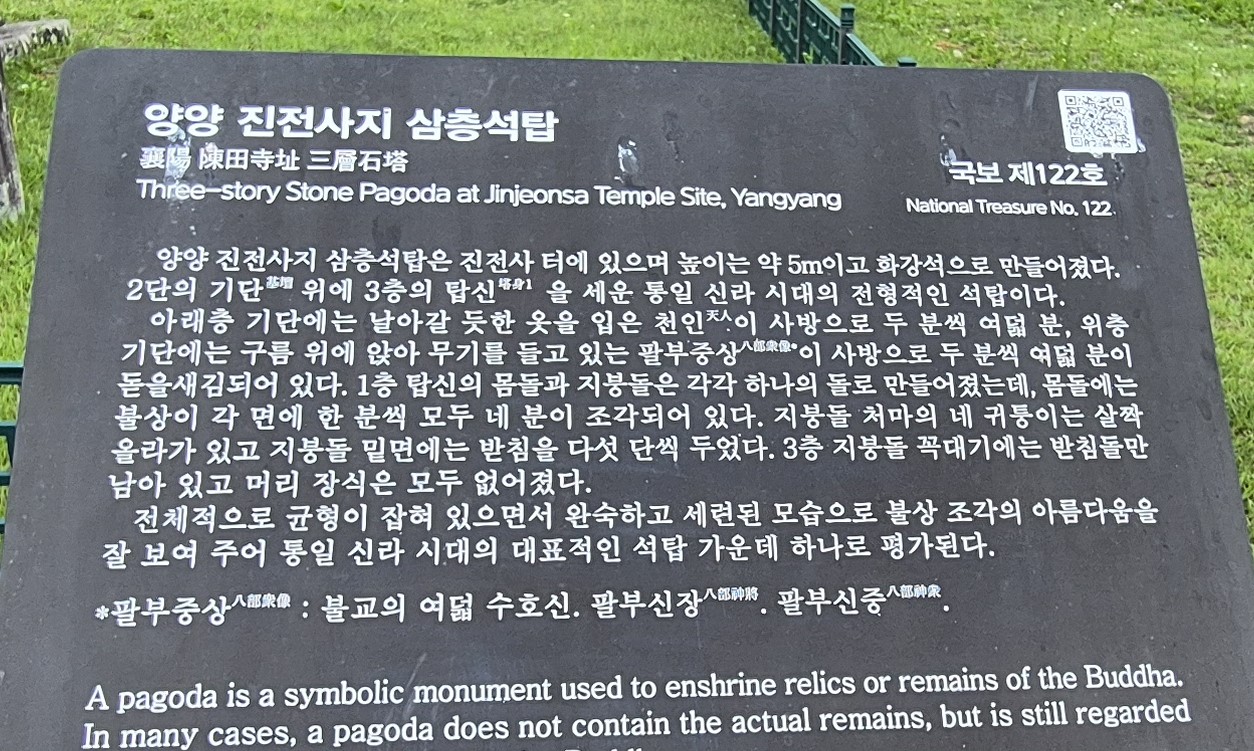 양양 진전사지 삼층석탑
襄陽 陳田寺址 三層石塔
Three-story Stone Pagoda at Jinjeonsa Temple Site, Yangyang
국보 제122호
National Treasure No. 122
양양 진전사지 삼층석탑은 진전사 터에 있으며 높이는 약 5m이고 화강석으로 만들어졌다.
2단의 기단基壇 위에 3층의 탑신塔身1 을 세운 통일 신라 시대의 전형적인 석탑이다.
아래층 기단에는 날아갈 듯한 옷을 입은 천인天人이 사방으로 두 분씩 여덟 분, 위층
기단에는 구름 위에 앉아 무기를 들고 있는 팔부중상八部衆像*이 사방으로 두 분씩 여덟 분이
돋을새김되어 있다. 1층 탑신의 몸돌과 지붕돌은 각각 하나의 돌로 만들어졌는데, 몸돌에는
불상이 각 면에 한 분씩 모두 네 분이 조각되어 있다. 지붕돌 처마의 네 귀퉁이는 살짝
올라가 있고 지붕돌 밑면에는 받침을 다섯 단씩 두었다. 3층 지붕돌 꼭대기에는 받침돌만
남아 있고 머리 장식은 모두 없어졌다.
전체적으로 균형이 잡혀 있으면서 완숙하고 세련된 모습으로 불상 조각의 아름다움을
잘 보여 주어 통일 신라 시대의 대표적인 석탑 가운데 하나로 평가된다.
*팔부중상八部衆像 : 불교의 여덟 수호신. 팔부신장八部神將. 팔부신중八部神衆.
A pagoda is a symbolic monument used to enshrine relics or remains of the Buddha.
In many cases, a pagoda does not contain the actual remains, but is still regarded